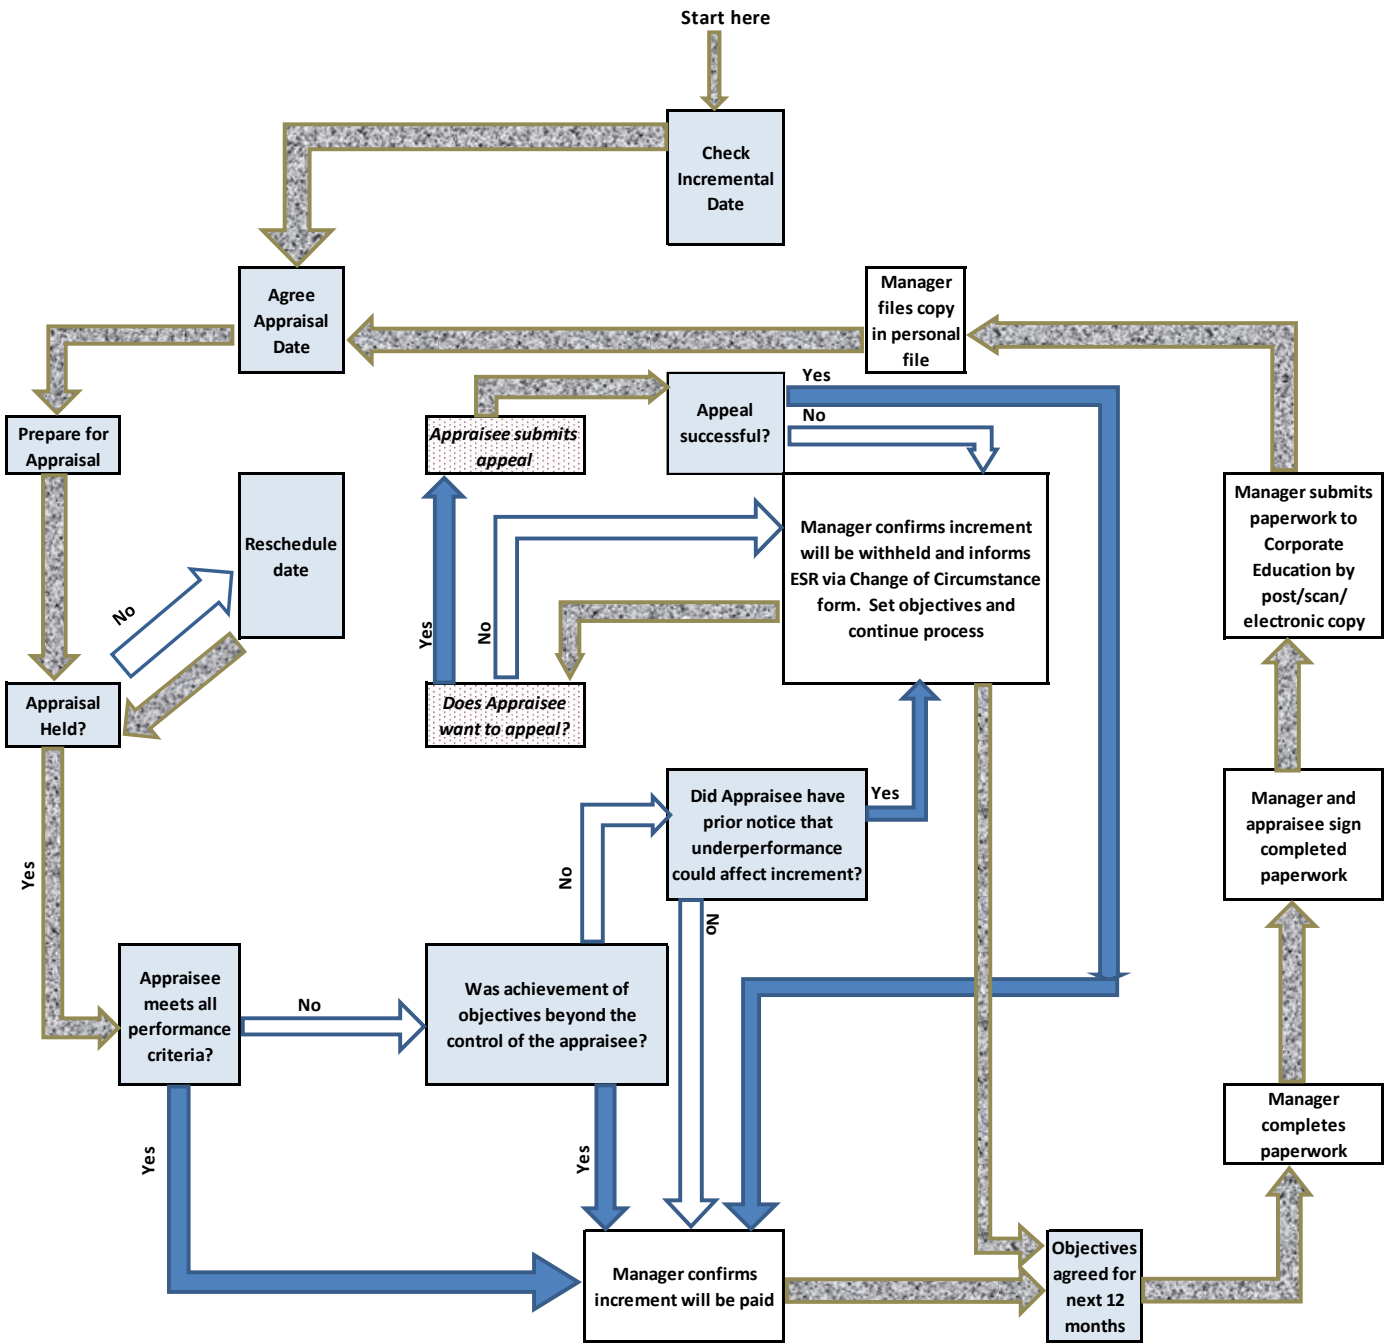 Start here
Check
Incremental
Date
Agree
Appraisal
Date
Manager
files copy
in personal
file
Prepare for
Appraisal
Appraisee submits
appeal
Appeal
successful?
Yes
No
Reschedule
date
No
Manager confirms increment
will be withheld and informs
ESR via Change of Circumstance
form.  Set objectives and
continue process
Manager submits
paperwork to
Corporate
Education by
post/scan/
electronic copy
Yes
No
Appraisal
Held?
Does Appraisee
want to appeal?
Did Appraisee have
prior notice that
underperformance
could affect increment?
Yes
Manager and
appraisee sign
completed
paperwork
Yes
No
No
Appraisee
meets all
performance
criteria?
No
Was achievement of
objectives beyond the
control of the appraisee?
Manager
completes
paperwork
Yes
Yes
Manager confirms
increment will be paid
Objectives
agreed for
next 12
months